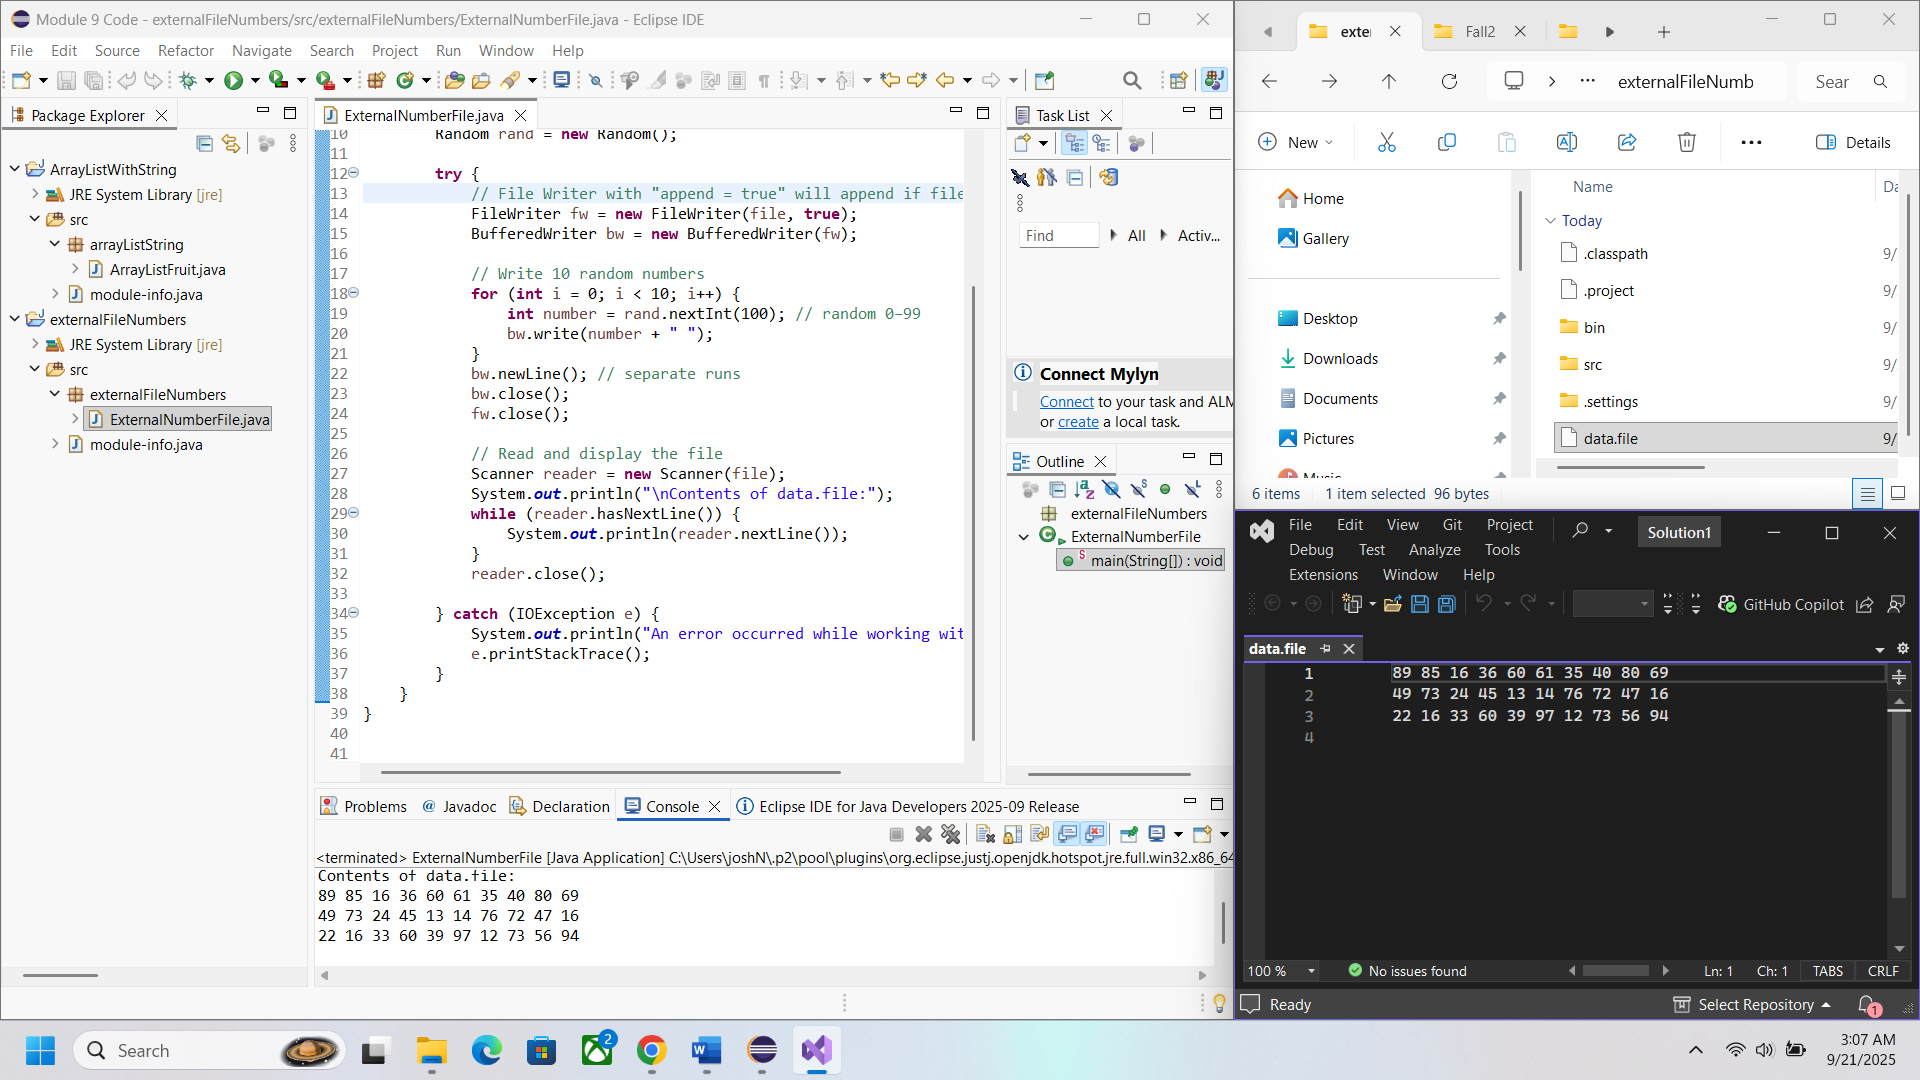 Module 9 Code - externalFileNumbers/src/externalFileNumbers/ExternalNumberFile.java - Eclipse IDE
File Edit Source Refactor Navigate Search Project Run Window Help
Package Explorer
ArrayListWithString
JRE System Library [jre]
src
arrayListString
ArrayListFruit.java
module-info.java
externalFileNumbers
JRE System Library [jre]
src
externalFileNumbers
ExternalNumberFile.java
module-info.java
ExternalNumberFile.java
10 Random rand = new Random();
11
12 try {
13 // File Writer with "append = true" will append if file
14 FileWriter fw = new FileWriter(file, true);
15 BufferedWriter bw = new BufferedWriter(fw);
16
17 // Write 10 random numbers
18 for (int i = 0; i < 10; i++) {
19 int number = rand.nextInt(100); // random 0–99
20 bw.write(number + " ");
21 }
22 bw.newLine(); // separate runs
23 bw.close();
24 fw.close();
25
26 // Read and display the file
27 Scanner reader = new Scanner(file);
28 System.out.println("\nContents of data.file:");
29 while (reader.hasNextLine()) {
30 System.out.println(reader.nextLine());
31 }
32 reader.close();
33
34 } catch (IOException e) {
35 System.out.println("An error occurred while working wit
36 e.printStackTrace();
37 }
38 }
39 }
40
41
Task List
Find All Activ...
Connect Mylyn
Connect to your task and ALM
or create a local task.
Outline
externalFileNumbers
ExternalNumberFile
main(String[]) : void
Problems Javadoc Declaration Console Eclipse IDE for Java Developers 2025-09 Release
<terminated> ExternalNumberFile [Java Application] C:\Users\joshN\.p2\pool\plugins\org.eclipse.justj.openjdk.hotspot.jre.full.win32.x86_64
Contents of data.file:
89 85 16 36 60 61 35 40 80 69
49 73 24 45 13 14 76 72 47 16
22 16 33 60 39 97 12 73 56 94
exte Fall2
externalFileNumb Sear
New Details
Home
Gallery
Desktop
Downloads
Documents
Pictures
Music
Name Da
Today
.classpath 9/
.project 9/
bin 9/
src 9/
.settings 9/
data.file 9/
6 items 1 item selected 96 bytes
File Edit View Git Project
Debug Test Analyze Tools
Extensions Window Help
Solution1
GitHub Copilot
data.file
1 89 85 16 36 60 61 35 40 80 69
2 49 73 24 45 13 14 76 72 47 16
3 22 16 33 60 39 97 12 73 56 94
4
100 % No issues found Ln: 1 Ch: 1 TABS CRLF
Ready Select Repository 1
Search 2
3:07 AM
9/21/2025